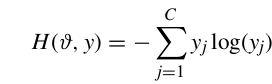 H(ϑ, y) = − ∑_{j=1}^{C} y_j log(y_j)